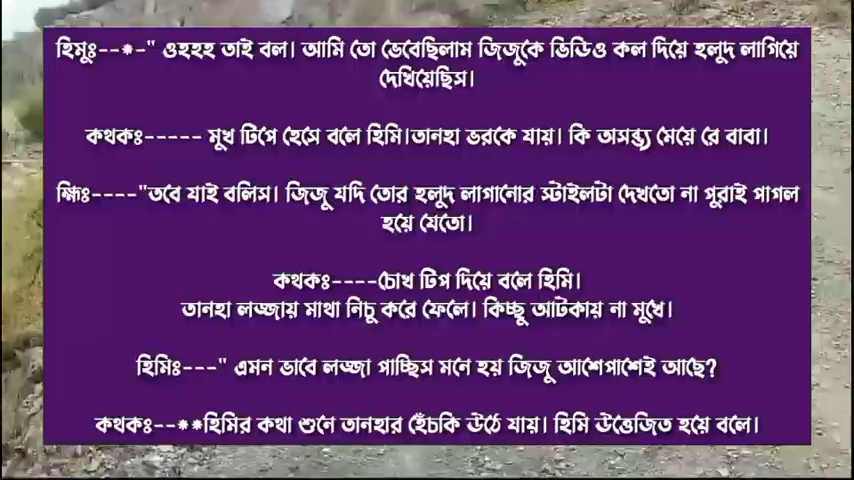 হিমুঃ--*-" ওহহহ তাই বল। আমি তো ভেবেছিলাম জিজুকে ভিডিও কল দিয়ে হলুদ লাগিয়ে
দেখিয়েছিস।
কথকঃ----- মুখ টিপে হেসে বলে হিমি।তানহা ভরকে যায়। কি অসভ্য মেয়ে রে বাবা।
হ্মিঃ----"তবে যাই বলিস। জিজু যদি তোর হলুদ লাগানোর স্টাইলটা দেখতো না পুরাই পাগল
হয়ে যেতো।
কথকঃ----চোখ টিপ দিয়ে বলে হিমি।
তানহা লজ্জায় মাথা নিচু করে ফেলে। কিচ্ছু আটকায় না মুখে।
হিমিঃ---" এমন ভাবে লজ্জা পাচ্ছিস মনে হয় জিজু আশেপাশেই আছে?
কথকঃ--**হিমির কথা শুনে তানহার হেঁচকি উঠে যায়। হিমি উত্তেজিত হয়ে বলে।